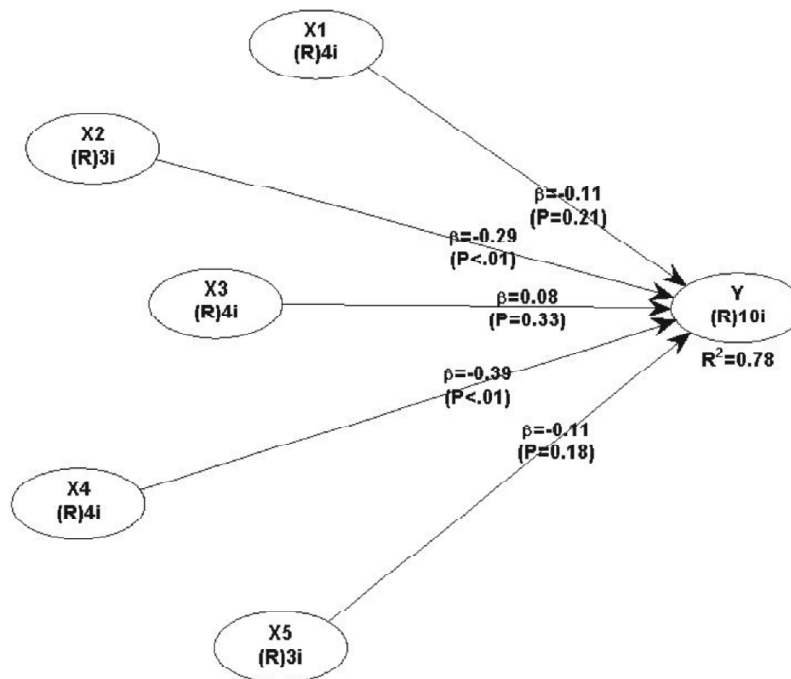 X1
(R)4i
X2
(R)3i
β=-0.11
(P=0.21)
β=-0.29
(P<.01)
X3
(R)4i
β=0.08
(P=0.33)
Y
(R)10i
R²=0.78
β=-0.39
(P<.01)
β=-0.11
(P=0.18)
X4
(R)4i
X5
(R)3i